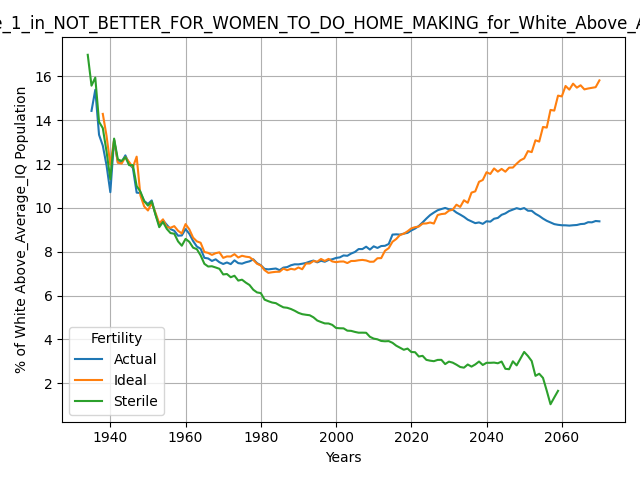 e_1_in_NOT_BETTER_FOR_WOMEN_TO_DO_HOME_MAKING_for_White_Above_A
% of White Above_Average_IQ Population
16
14
12
10
8
6
4
2
Fertility
Actual
Ideal
Sterile
1940 1960 1980 2000 2020 2040 2060
Years